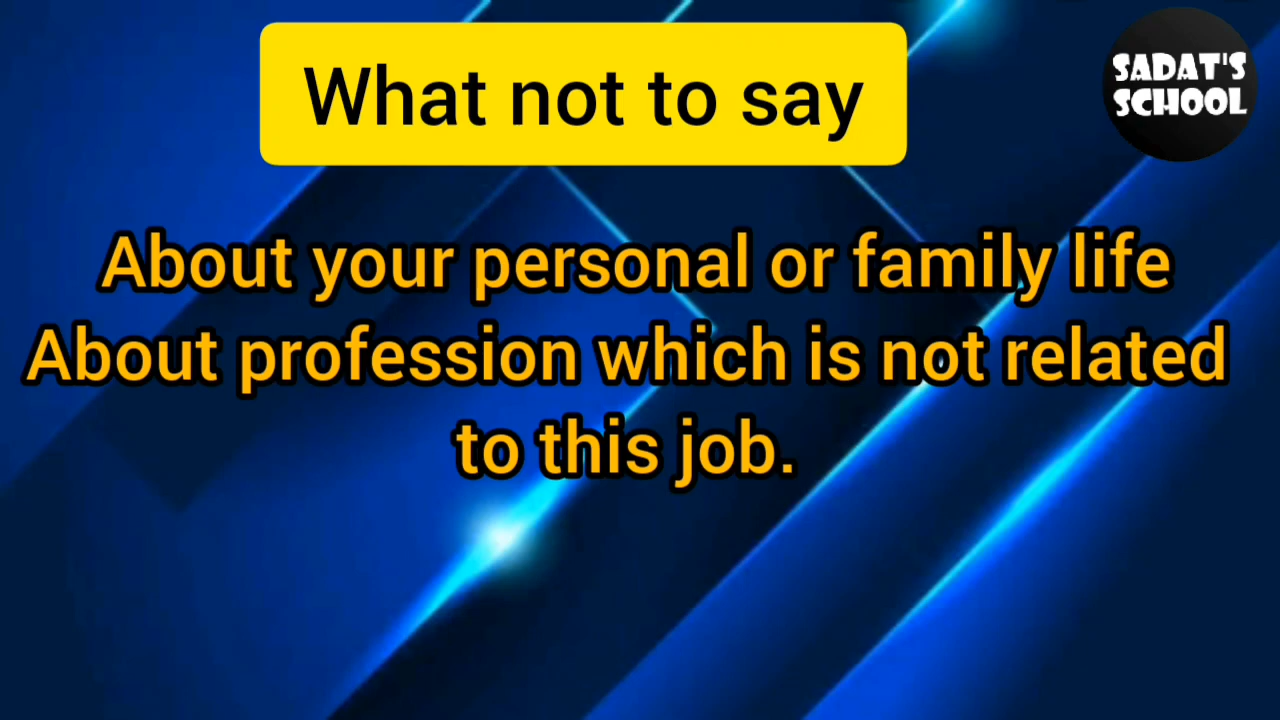 What not to say
SADAT'S
SCHOOL
About your personal or family life
About profession which is not related
to this job.